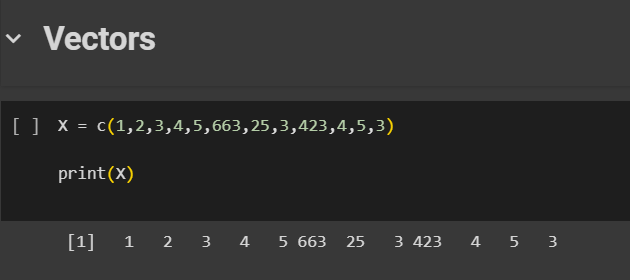 Vectors
[ ] X = c(1,2,3,4,5,663,25,3,423,4,5,3)
print(X)
[1]   1   2   3   4   5 663  25   3 423   4   5   3